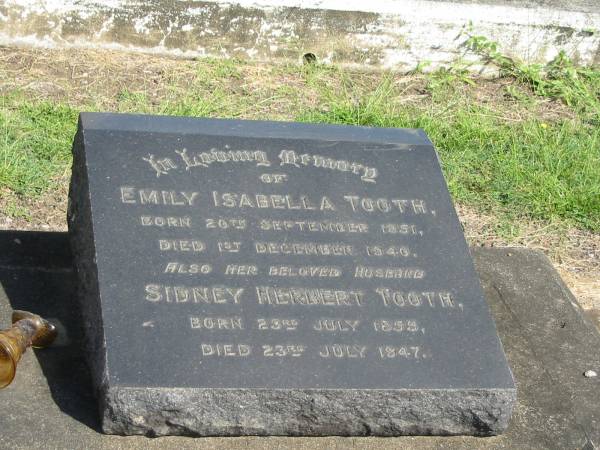 In Loving Memory
OF
EMILY ISABELLA TOOTH,
BORN 20TH SEPTEMBER 1851,
DIED 1ST DECEMBER 1940.
ALSO HER BELOVED HUSBAND
SIDNEY HERBERT TOOTH,
BORN 23RD JULY
DIED 23RD JULY 1947.